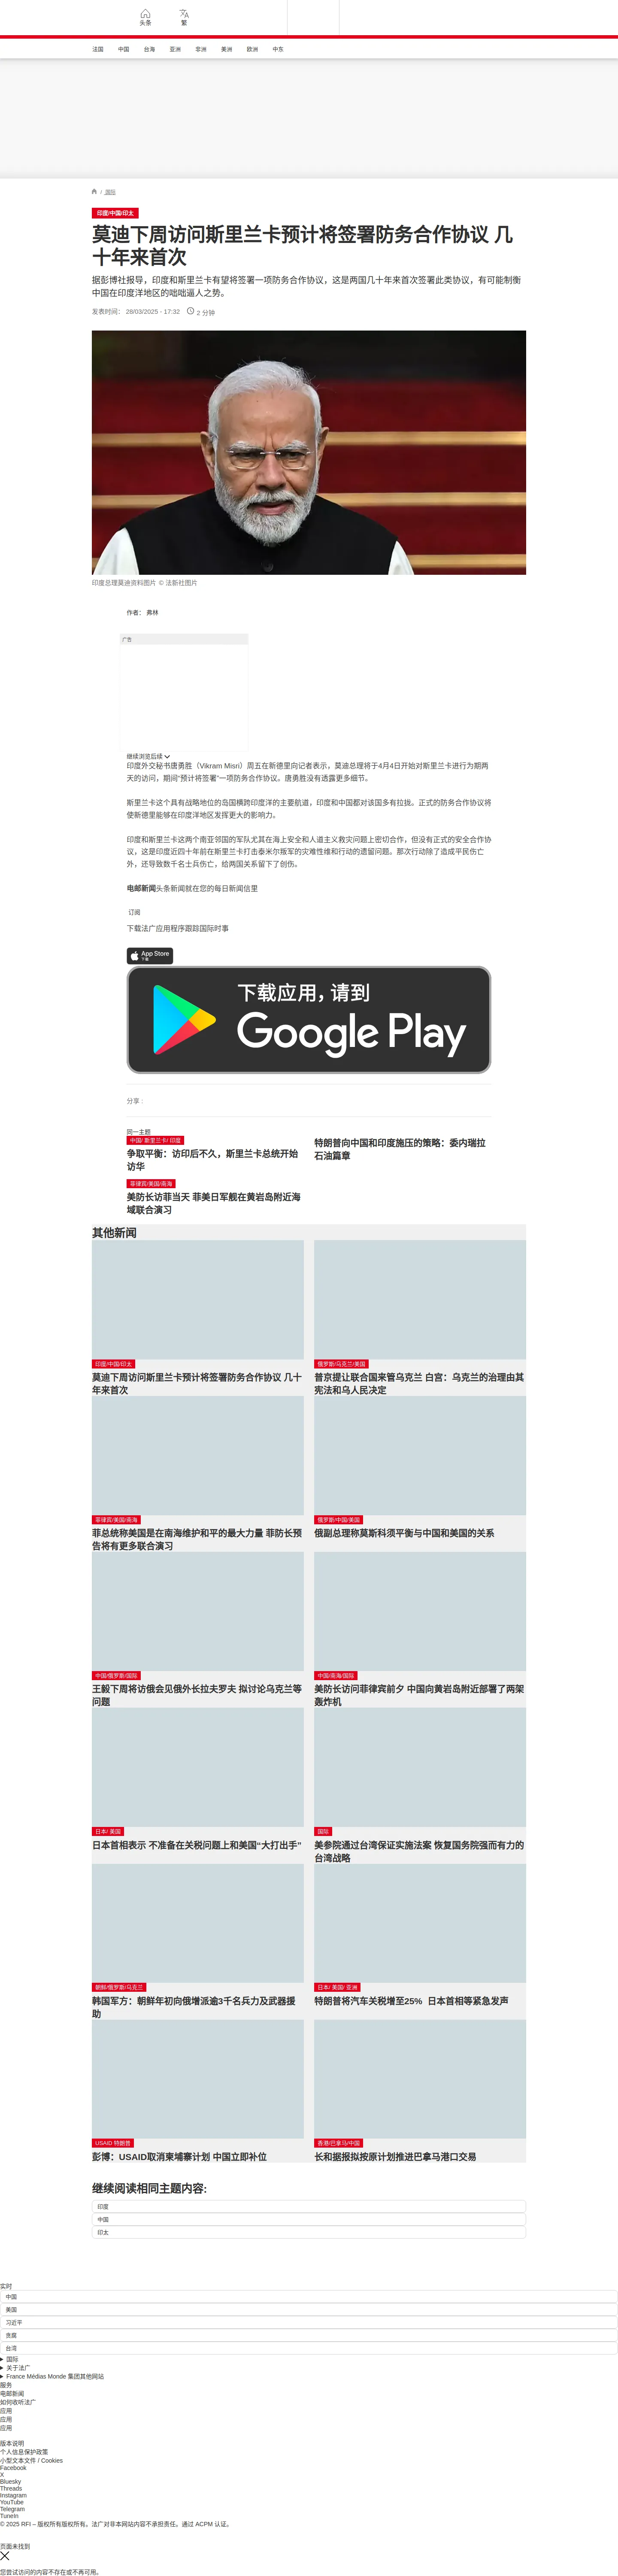 头条
繁
法国 中国 台海 亚洲 非洲 美洲 欧洲 中东
/ 国际
印度/中国/印太
莫迪下周访问斯里兰卡预计将签署防务合作协议 几
十年来首次
据彭博社报导，印度和斯里兰卡有望将签署一项防务合作协议，这是两国几十年来首次签署此类协议，有可能制衡
中国在印度洋地区的咄咄逼人之势。
发表时间： 28/03/2025 - 17:32 2 分钟
印度总理莫迪资料图片 © 法新社图片
作者： 弗林
广告
继续浏览后续
印度外交秘书唐勇胜（Vikram Misri）周五在新德里向记者表示，莫迪总理将于4月4日开始对斯里兰卡进行为期两
天的访问，期间“预计将签署”一项防务合作协议。唐勇胜没有透露更多细节。
斯里兰卡这个具有战略地位的岛国横跨印度洋的主要航道，印度和中国都对该国多有拉拢。正式的防务合作协议将
使新德里能够在印度洋地区发挥更大的影响力。
印度和斯里兰卡这两个南亚邻国的军队尤其在海上安全和人道主义救灾问题上密切合作，但没有正式的安全合作协
议，这是印度近四十年前在斯里兰卡打击泰米尔叛军的灾难性维和行动的遗留问题。那次行动除了造成平民伤亡
外，还导致数千名士兵伤亡，给两国关系留下了创伤。
电邮新闻头条新闻就在您的每日新闻信里
订阅
下载法广应用程序跟踪国际时事
App Store
下载
下载应用，请到
Google Play
分享 :
同一主题
中国/ 斯里兰卡/ 印度
争取平衡：访印后不久，斯里兰卡总统开始
访华
特朗普向中国和印度施压的策略：委内瑞拉
石油篇章
菲律宾/美国/南海
美防长访菲当天 菲美日军舰在黄岩岛附近海
域联合演习
其他新闻
印度/中国/印太
莫迪下周访问斯里兰卡预计将签署防务合作协议 几十
年来首次
俄罗斯/乌克兰/美国
普京提让联合国来管乌克兰 白宫：乌克兰的治理由其
宪法和乌人民决定
菲律宾/美国/南海
菲总统称美国是在南海维护和平的最大力量 菲防长预
告将有更多联合演习
俄罗斯/中国/美国
俄副总理称莫斯科须平衡与中国和美国的关系
中国/俄罗斯/国际
王毅下周将访俄会见俄外长拉夫罗夫 拟讨论乌克兰等
问题
中国/南海/国际
美防长访问菲律宾前夕 中国向黄岩岛附近部署了两架
轰炸机
日本/ 美国
日本首相表示 不准备在关税问题上和美国“大打出手”
国际
美参院通过台湾保证实施法案 恢复国务院强而有力的
台湾战略
朝鲜/俄罗斯/乌克兰
韩国军方：朝鲜年初向俄增派逾3千名兵力及武器援
助
日本/ 美国/ 亚洲
特朗普将汽车关税增至25% 日本首相等紧急发声
USAID 特朗普
彭博：USAID取消柬埔寨计划 中国立即补位
香港/巴拿马/中国
长和据报拟按原计划推进巴拿马港口交易
继续阅读相同主题内容:
印度
中国
印太
实时
中国
美国
习近平
贪腐
台湾
国际
关于法广
France Médias Monde 集团其他网站
服务
电邮新闻
如何收听法广
应用
应用
应用
版本说明
个人信息保护政策
小型文本文件 / Cookies
Facebook
X
Bluesky
Threads
Instagram
YouTube
Telegram
TuneIn
© 2025 RFI – 版权所有版权所有。法广对非本网站内容不承担责任。通过 ACPM 认证。
页面未找到
您尝试访问的内容不存在或不再可用。